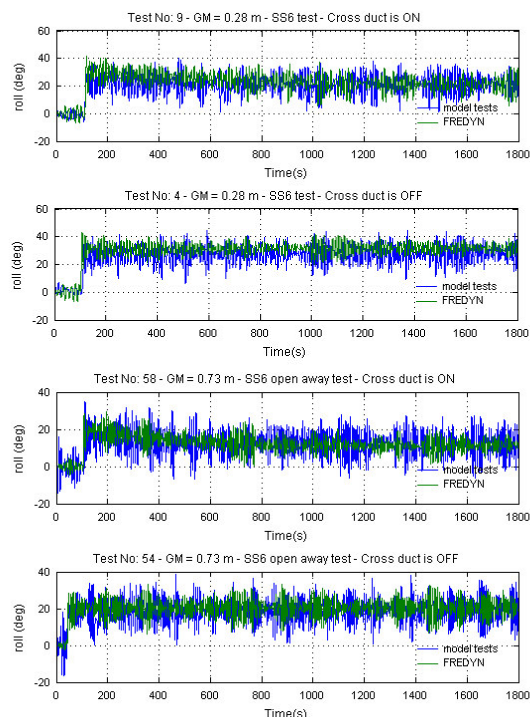 Test No: 9 - GM = 0.28 m - SS6 test - Cross duct is ON
60
40
20
0
-20
roll (deg)
model tests
FREDYN
0 200 400 600 800 1000 1200 1400 1600 1800
Time(s)
Test No: 4 - GM = 0.28 m - SS6 test - Cross duct is OFF
60
40
20
0
-20
roll (deg)
model tests
FREDYN
0 200 400 600 800 1000 1200 1400 1600 1800
Time(s)
Test No: 58 - GM = 0.73 m - SS6 open away test - Cross duct is ON
40
20
0
-20
roll (deg)
model tests
FREDYN
0 200 400 600 800 1000 1200 1400 1600 1800
Time(s)
Test No: 54 - GM = 0.73 m - SS6 open away test - Cross duct is OFF
40
20
0
-20
roll (deg)
model tests
FREDYN
0 200 400 600 800 1000 1200 1400 1600 1800
Time(s)